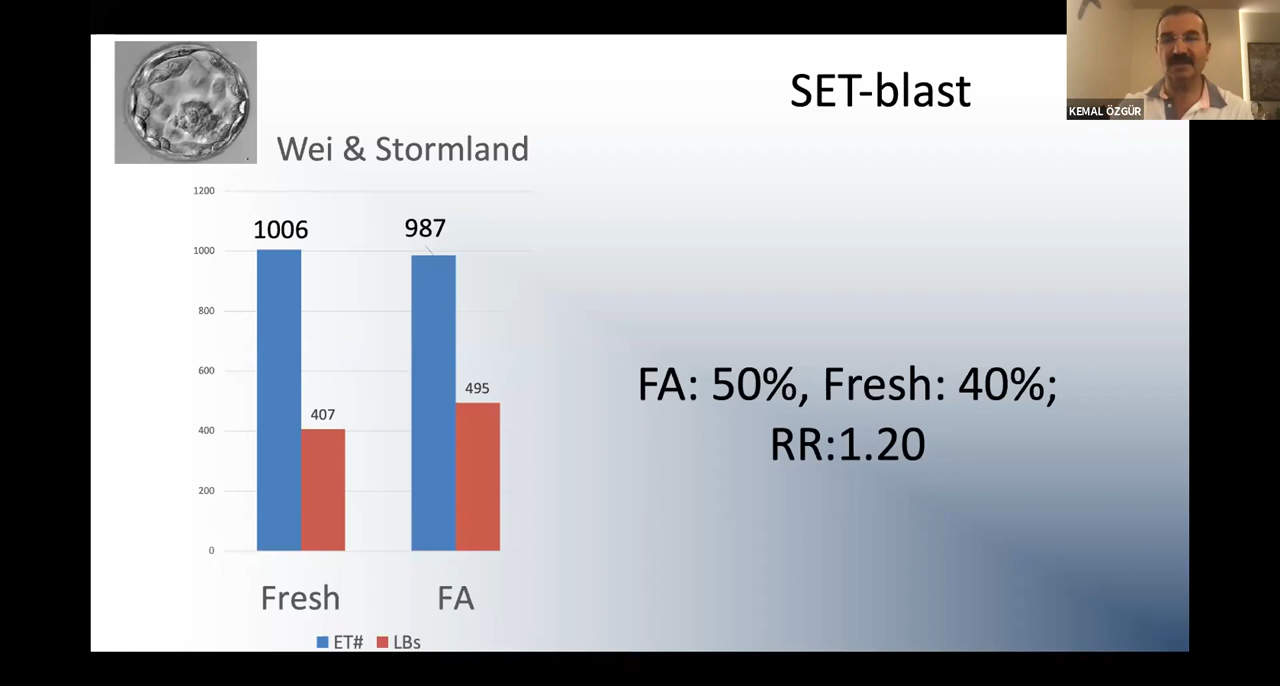 SET-blast
KEMAL ÖZGÜR
Wei & Stormland
1200
1000
800
600
400
200
0
1006
407
987
495
Fresh
FA
ET#
LBs
FA: 50%, Fresh: 40%;
RR:1.20